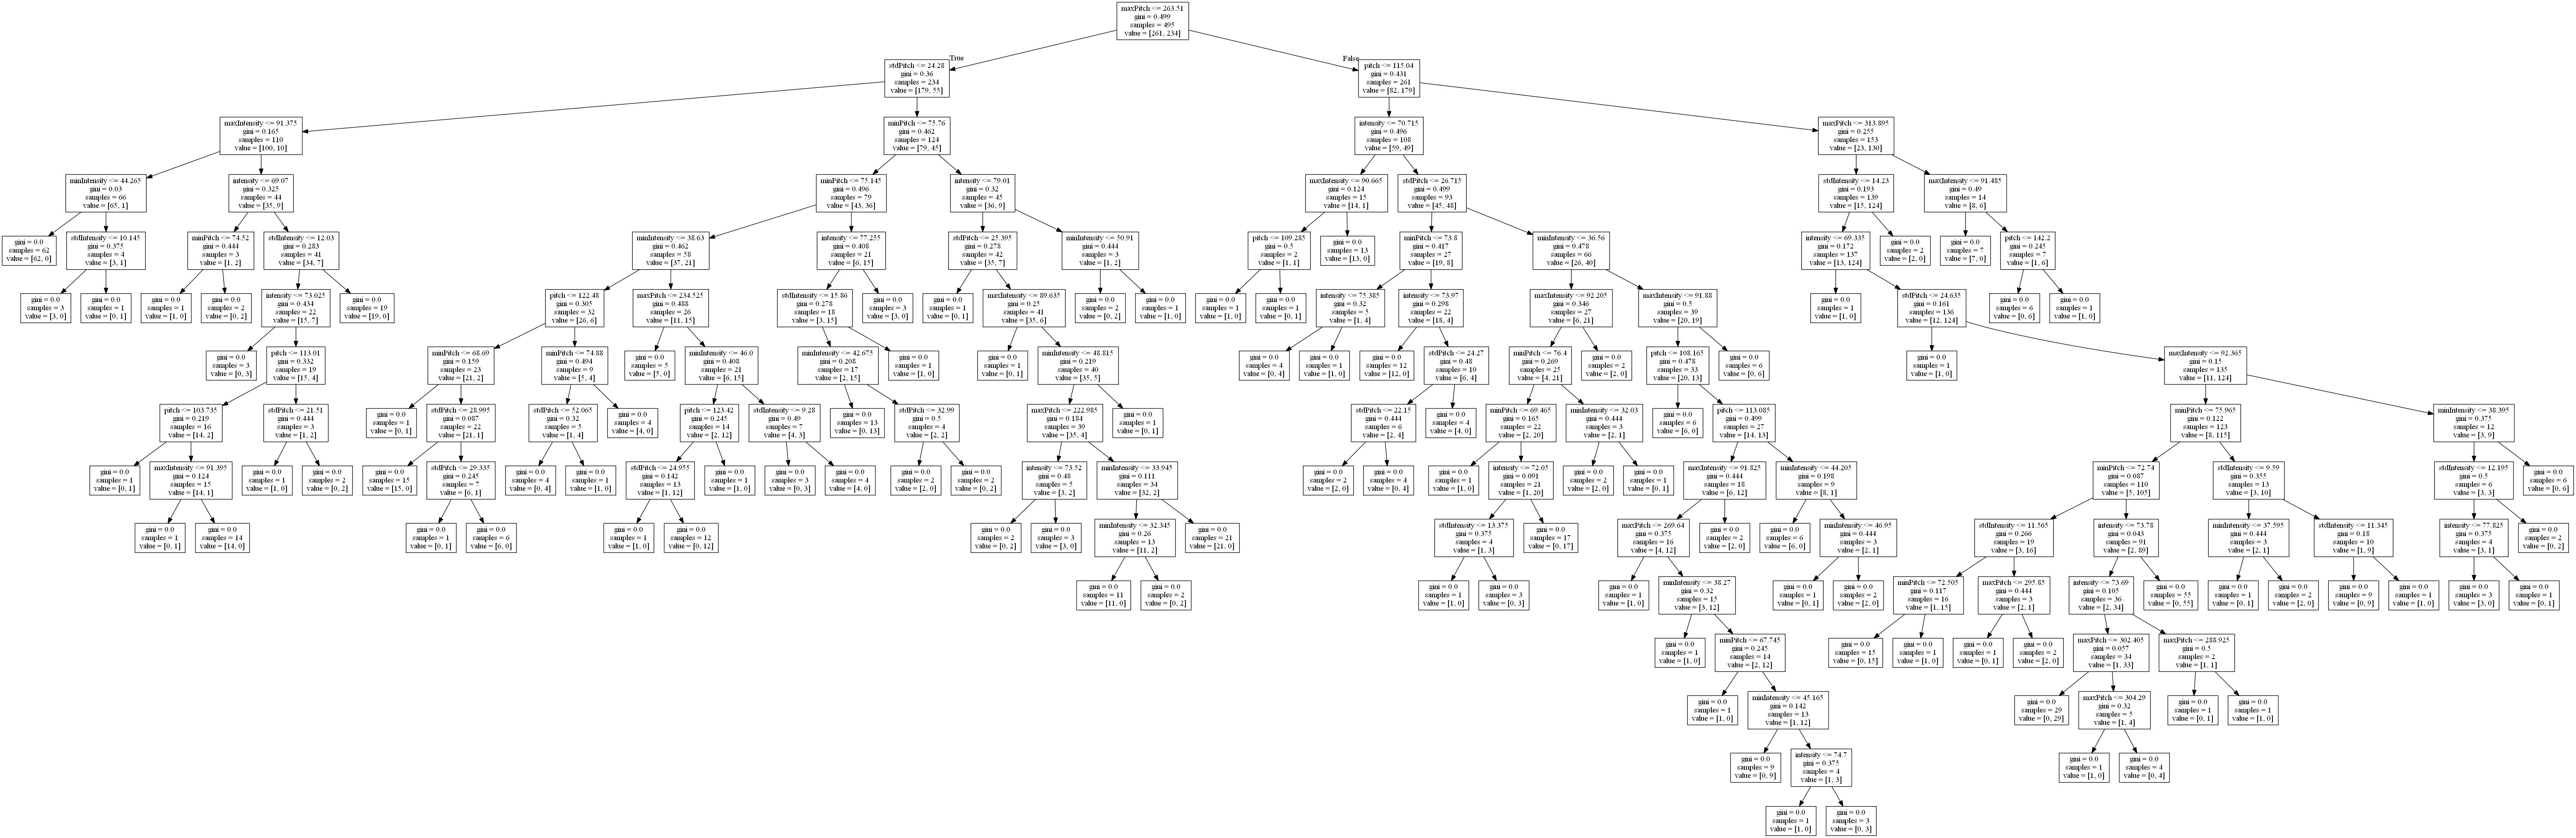 maxPitch <= 263.51
gini = 0.499
samples = 495
value = [261, 234]
True
False
stdPitch <= 24.28
gini = 0.36
samples = 234
value = [179, 55]
pitch <= 115.04
gini = 0.431
samples = 261
value = [82, 179]
maxIntensity <= 91.375
gini = 0.165
samples = 110
value = [100, 10]
minPitch <= 75.76
gini = 0.462
samples = 124
value = [79, 45]
intensity <= 70.715
gini = 0.496
samples = 108
value = [59, 49]
maxPitch <= 313.895
gini = 0.255
samples = 153
value = [23, 130]
minIntensity <= 44.265
gini = 0.03
samples = 66
value = [65, 1]
intensity <= 69.07
gini = 0.325
samples = 44
value = [35, 9]
minPitch <= 75.145
gini = 0.496
samples = 79
value = [43, 36]
intensity <= 79.01
gini = 0.32
samples = 45
value = [36, 9]
maxIntensity <= 90.665
gini = 0.124
samples = 15
value = [14, 1]
stdPitch <= 26.715
gini = 0.499
samples = 93
value = [45, 48]
stdIntensity <= 14.23
gini = 0.193
samples = 139
value = [15, 124]
maxIntensity <= 91.485
gini = 0.49
samples = 14
value = [8, 6]
gini = 0.0
samples = 62
value = [62, 0]
stdIntensity <= 10.145
gini = 0.375
samples = 4
value = [3, 1]
minPitch <= 74.52
gini = 0.444
samples = 3
value = [1, 2]
stdIntensity <= 12.03
gini = 0.283
samples = 41
value = [34, 7]
minIntensity <= 38.63
gini = 0.462
samples = 58
value = [37, 21]
intensity <= 77.255
gini = 0.408
samples = 21
value = [6, 15]
stdPitch <= 25.395
gini = 0.278
samples = 42
value = [35, 7]
minIntensity <= 50.91
gini = 0.444
samples = 3
value = [1, 2]
pitch <= 109.285
gini = 0.5
samples = 2
value = [1, 1]
gini = 0.0
samples = 13
value = [13, 0]
minPitch <= 73.8
gini = 0.417
samples = 27
value = [19, 8]
minIntensity <= 36.56
gini = 0.478
samples = 66
value = [26, 40]
intensity <= 69.335
gini = 0.172
samples = 137
value = [13, 124]
gini = 0.0
samples = 2
value = [2, 0]
gini = 0.0
samples = 7
value = [7, 0]
pitch <= 142.2
gini = 0.245
samples = 7
value = [1, 6]
gini = 0.0
samples = 3
value = [3, 0]
gini = 0.0
samples = 1
value = [0, 1]
gini = 0.0
samples = 1
value = [1, 0]
gini = 0.0
samples = 2
value = [0, 2]
intensity <= 73.025
gini = 0.434
samples = 22
value = [15, 7]
gini = 0.0
samples = 19
value = [19, 0]
pitch <= 122.48
gini = 0.305
samples = 32
value = [26, 6]
maxPitch <= 234.525
gini = 0.488
samples = 26
value = [11, 15]
stdIntensity <= 15.86
gini = 0.278
samples = 18
value = [3, 15]
gini = 0.0
samples = 3
value = [3, 0]
gini = 0.0
samples = 1
value = [0, 1]
maxIntensity <= 89.635
gini = 0.25
samples = 41
value = [35, 6]
gini = 0.0
samples = 2
value = [0, 2]
gini = 0.0
samples = 1
value = [1, 0]
gini = 0.0
samples = 1
value = [1, 0]
gini = 0.0
samples = 1
value = [0, 1]
intensity <= 75.385
gini = 0.32
samples = 5
value = [1, 4]
intensity <= 73.97
gini = 0.298
samples = 22
value = [18, 4]
maxIntensity <= 92.205
gini = 0.346
samples = 27
value = [6, 21]
maxIntensity <= 91.88
gini = 0.5
samples = 39
value = [20, 19]
gini = 0.0
samples = 1
value = [1, 0]
stdPitch <= 24.635
gini = 0.161
samples = 136
value = [12, 124]
gini = 0.0
samples = 6
value = [0, 6]
gini = 0.0
samples = 1
value = [1, 0]
gini = 0.0
samples = 3
value = [0, 3]
pitch <= 113.01
gini = 0.332
samples = 19
value = [15, 4]
minPitch <= 68.69
gini = 0.159
samples = 23
value = [21, 2]
minPitch <= 74.88
gini = 0.494
samples = 9
value = [5, 4]
gini = 0.0
samples = 5
value = [5, 0]
minIntensity <= 46.0
gini = 0.408
samples = 21
value = [6, 15]
minIntensity <= 42.675
gini = 0.208
samples = 17
value = [2, 15]
gini = 0.0
samples = 1
value = [1, 0]
gini = 0.0
samples = 1
value = [0, 1]
minIntensity <= 48.815
gini = 0.219
samples = 40
value = [35, 5]
gini = 0.0
samples = 4
value = [0, 4]
gini = 0.0
samples = 1
value = [1, 0]
gini = 0.0
samples = 12
value = [12, 0]
stdPitch <= 24.27
gini = 0.48
samples = 10
value = [6, 4]
minPitch <= 76.4
gini = 0.269
samples = 25
value = [4, 21]
gini = 0.0
samples = 2
value = [2, 0]
pitch <= 108.165
gini = 0.478
samples = 33
value = [20, 13]
gini = 0.0
samples = 6
value = [0, 6]
gini = 0.0
samples = 1
value = [1, 0]
maxIntensity <= 92.365
gini = 0.15
samples = 135
value = [11, 124]
pitch <= 103.735
gini = 0.219
samples = 16
value = [14, 2]
stdPitch <= 21.51
gini = 0.444
samples = 3
value = [1, 2]
gini = 0.0
samples = 1
value = [0, 1]
stdPitch <= 28.995
gini = 0.087
samples = 22
value = [21, 1]
stdPitch <= 52.065
gini = 0.32
samples = 5
value = [1, 4]
gini = 0.0
samples = 4
value = [4, 0]
pitch <= 123.42
gini = 0.245
samples = 14
value = [2, 12]
stdIntensity <= 9.28
gini = 0.49
samples = 7
value = [4, 3]
gini = 0.0
samples = 13
value = [0, 13]
stdPitch <= 32.99
gini = 0.5
samples = 4
value = [2, 2]
maxPitch <= 222.985
gini = 0.184
samples = 39
value = [35, 4]
gini = 0.0
samples = 1
value = [0, 1]
stdPitch <= 22.15
gini = 0.444
samples = 6
value = [2, 4]
gini = 0.0
samples = 4
value = [4, 0]
minPitch <= 69.465
gini = 0.165
samples = 22
value = [2, 20]
minIntensity <= 32.03
gini = 0.444
samples = 3
value = [2, 1]
gini = 0.0
samples = 6
value = [6, 0]
pitch <= 113.085
gini = 0.499
samples = 27
value = [14, 13]
minPitch <= 75.965
gini = 0.122
samples = 123
value = [8, 115]
minIntensity <= 38.395
gini = 0.375
samples = 12
value = [3, 9]
gini = 0.0
samples = 1
value = [0, 1]
maxIntensity <= 91.395
gini = 0.124
samples = 15
value = [14, 1]
gini = 0.0
samples = 1
value = [1, 0]
gini = 0.0
samples = 2
value = [0, 2]
gini = 0.0
samples = 15
value = [15, 0]
stdPitch <= 29.335
gini = 0.245
samples = 7
value = [6, 1]
gini = 0.0
samples = 4
value = [0, 4]
gini = 0.0
samples = 1
value = [1, 0]
stdPitch <= 24.955
gini = 0.142
samples = 13
value = [1, 12]
gini = 0.0
samples = 1
value = [1, 0]
gini = 0.0
samples = 3
value = [0, 3]
gini = 0.0
samples = 4
value = [4, 0]
gini = 0.0
samples = 2
value = [2, 0]
gini = 0.0
samples = 2
value = [0, 2]
intensity <= 73.52
gini = 0.48
samples = 5
value = [3, 2]
minIntensity <= 33.945
gini = 0.111
samples = 34
value = [32, 2]
gini = 0.0
samples = 2
value = [2, 0]
gini = 0.0
samples = 4
value = [0, 4]
gini = 0.0
samples = 1
value = [1, 0]
intensity <= 72.05
gini = 0.091
samples = 21
value = [1, 20]
gini = 0.0
samples = 2
value = [2, 0]
gini = 0.0
samples = 1
value = [0, 1]
maxIntensity <= 91.825
gini = 0.444
samples = 18
value = [6, 12]
minIntensity <= 44.205
gini = 0.198
samples = 9
value = [8, 1]
minPitch <= 72.74
gini = 0.087
samples = 110
value = [5, 105]
stdIntensity <= 9.59
gini = 0.355
samples = 13
value = [3, 10]
stdIntensity <= 12.195
gini = 0.5
samples = 6
value = [3, 3]
gini = 0.0
samples = 6
value = [0, 6]
gini = 0.0
samples = 1
value = [0, 1]
gini = 0.0
samples = 14
value = [14, 0]
gini = 0.0
samples = 1
value = [0, 1]
gini = 0.0
samples = 6
value = [6, 0]
gini = 0.0
samples = 1
value = [1, 0]
gini = 0.0
samples = 12
value = [0, 12]
gini = 0.0
samples = 2
value = [0, 2]
gini = 0.0
samples = 3
value = [3, 0]
minIntensity <= 32.345
gini = 0.26
samples = 13
value = [11, 2]
gini = 0.0
samples = 21
value = [21, 0]
stdIntensity <= 13.375
gini = 0.375
samples = 4
value = [1, 3]
gini = 0.0
samples = 17
value = [0, 17]
maxPitch <= 269.64
gini = 0.375
samples = 16
value = [4, 12]
gini = 0.0
samples = 2
value = [2, 0]
gini = 0.0
samples = 6
value = [6, 0]
minIntensity <= 46.95
gini = 0.444
samples = 3
value = [2, 1]
stdIntensity <= 11.565
gini = 0.266
samples = 19
value = [3, 16]
intensity <= 73.78
gini = 0.043
samples = 91
value = [2, 89]
minIntensity <= 37.595
gini = 0.444
samples = 3
value = [2, 1]
stdIntensity <= 11.345
gini = 0.18
samples = 10
value = [1, 9]
intensity <= 77.825
gini = 0.375
samples = 4
value = [3, 1]
gini = 0.0
samples = 2
value = [0, 2]
gini = 0.0
samples = 11
value = [11, 0]
gini = 0.0
samples = 2
value = [0, 2]
gini = 0.0
samples = 1
value = [1, 0]
gini = 0.0
samples = 3
value = [0, 3]
gini = 0.0
samples = 1
value = [1, 0]
minIntensity <= 38.27
gini = 0.32
samples = 15
value = [3, 12]
gini = 0.0
samples = 1
value = [0, 1]
gini = 0.0
samples = 2
value = [2, 0]
minPitch <= 72.505
gini = 0.117
samples = 16
value = [1, 15]
maxPitch <= 295.85
gini = 0.444
samples = 3
value = [2, 1]
intensity <= 73.69
gini = 0.105
samples = 36
value = [2, 34]
gini = 0.0
samples = 55
value = [0, 55]
gini = 0.0
samples = 1
value = [0, 1]
gini = 0.0
samples = 2
value = [2, 0]
gini = 0.0
samples = 9
value = [0, 9]
gini = 0.0
samples = 1
value = [1, 0]
gini = 0.0
samples = 3
value = [3, 0]
gini = 0.0
samples = 1
value = [0, 1]
gini = 0.0
samples = 1
value = [1, 0]
minPitch <= 67.745
gini = 0.245
samples = 14
value = [2, 12]
gini = 0.0
samples = 15
value = [0, 15]
gini = 0.0
samples = 1
value = [1, 0]
gini = 0.0
samples = 1
value = [0, 1]
gini = 0.0
samples = 2
value = [2, 0]
maxPitch <= 302.405
gini = 0.057
samples = 34
value = [1, 33]
maxPitch <= 288.925
gini = 0.5
samples = 2
value = [1, 1]
gini = 0.0
samples = 1
value = [1, 0]
minIntensity <= 45.165
gini = 0.142
samples = 13
value = [1, 12]
gini = 0.0
samples = 29
value = [0, 29]
maxPitch <= 304.29
gini = 0.32
samples = 5
value = [1, 4]
gini = 0.0
samples = 1
value = [0, 1]
gini = 0.0
samples = 1
value = [1, 0]
gini = 0.0
samples = 9
value = [0, 9]
intensity <= 74.7
gini = 0.375
samples = 4
value = [1, 3]
gini = 0.0
samples = 1
value = [1, 0]
gini = 0.0
samples = 4
value = [0, 4]
gini = 0.0
samples = 1
value = [1, 0]
gini = 0.0
samples = 3
value = [0, 3]